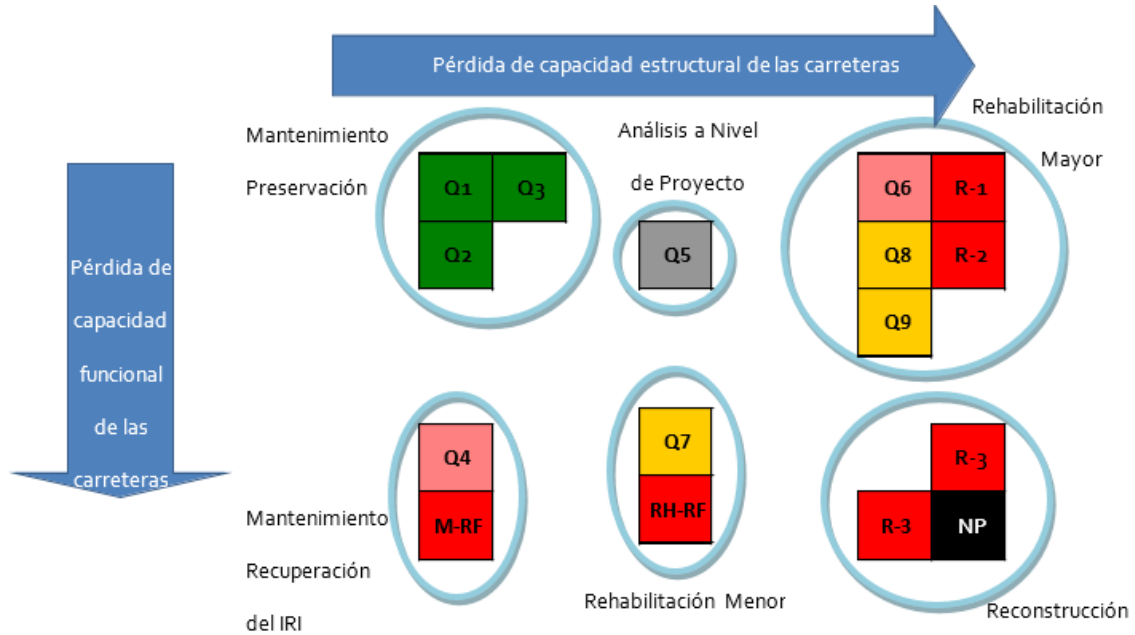 Pérdida de capacidad estructural de las carreteras
Mantenimiento
Preservación
Q1
Q3
Q2
Análisis a Nivel
de Proyecto
Q5
Rehabilitación
Mayor
Q6
R-1
Q8
R-2
Q9
Pérdida de
capacidad
funcional
de las
carreteras
Q4
M-RF
Mantenimiento
Recuperación
del IRI
Q7
RH-RF
Rehabilitación Menor
R-3
R-3
NP
Reconstrucción